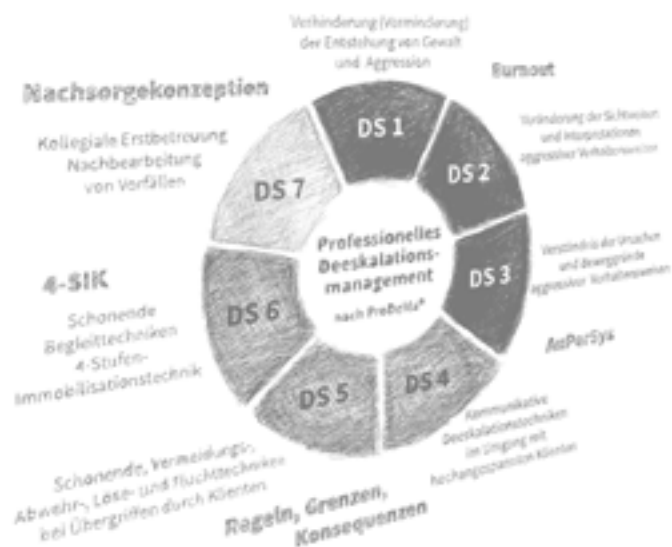 Verhinderung (Verminderung)
der Entstehung von Gewalt
und Aggression
Burnout
Veränderung der Sichtweisen
und Interpretationen
aggressiver Verhaltensweisen
Verständnis der Ursachen
und Beweggründe
aggressiver Verhaltensweisen
AsPerSys
Kommunikative
Deeskalationstechniken
im Umgang mit
hochangespannten Klienten
Regeln, Grenzen,
Konsequenzen
Schonende, Vermeidungs-,
Abwehr-, Löse- und Fluchttechniken
bei Übergriffen durch Klienten
4-SIK
Schonende
Begleittechniken
4-Stufen-
Immobilisationstechnik
Nachsorgekonzeption
Kollegiale Erstbetreuung
Nachbearbeitung
von Vorfällen
DS 1
DS 2
DS 3
DS 4
DS 5
DS 6
DS 7
Professionelles
Deeskalations-
management
nach ProDeMa®